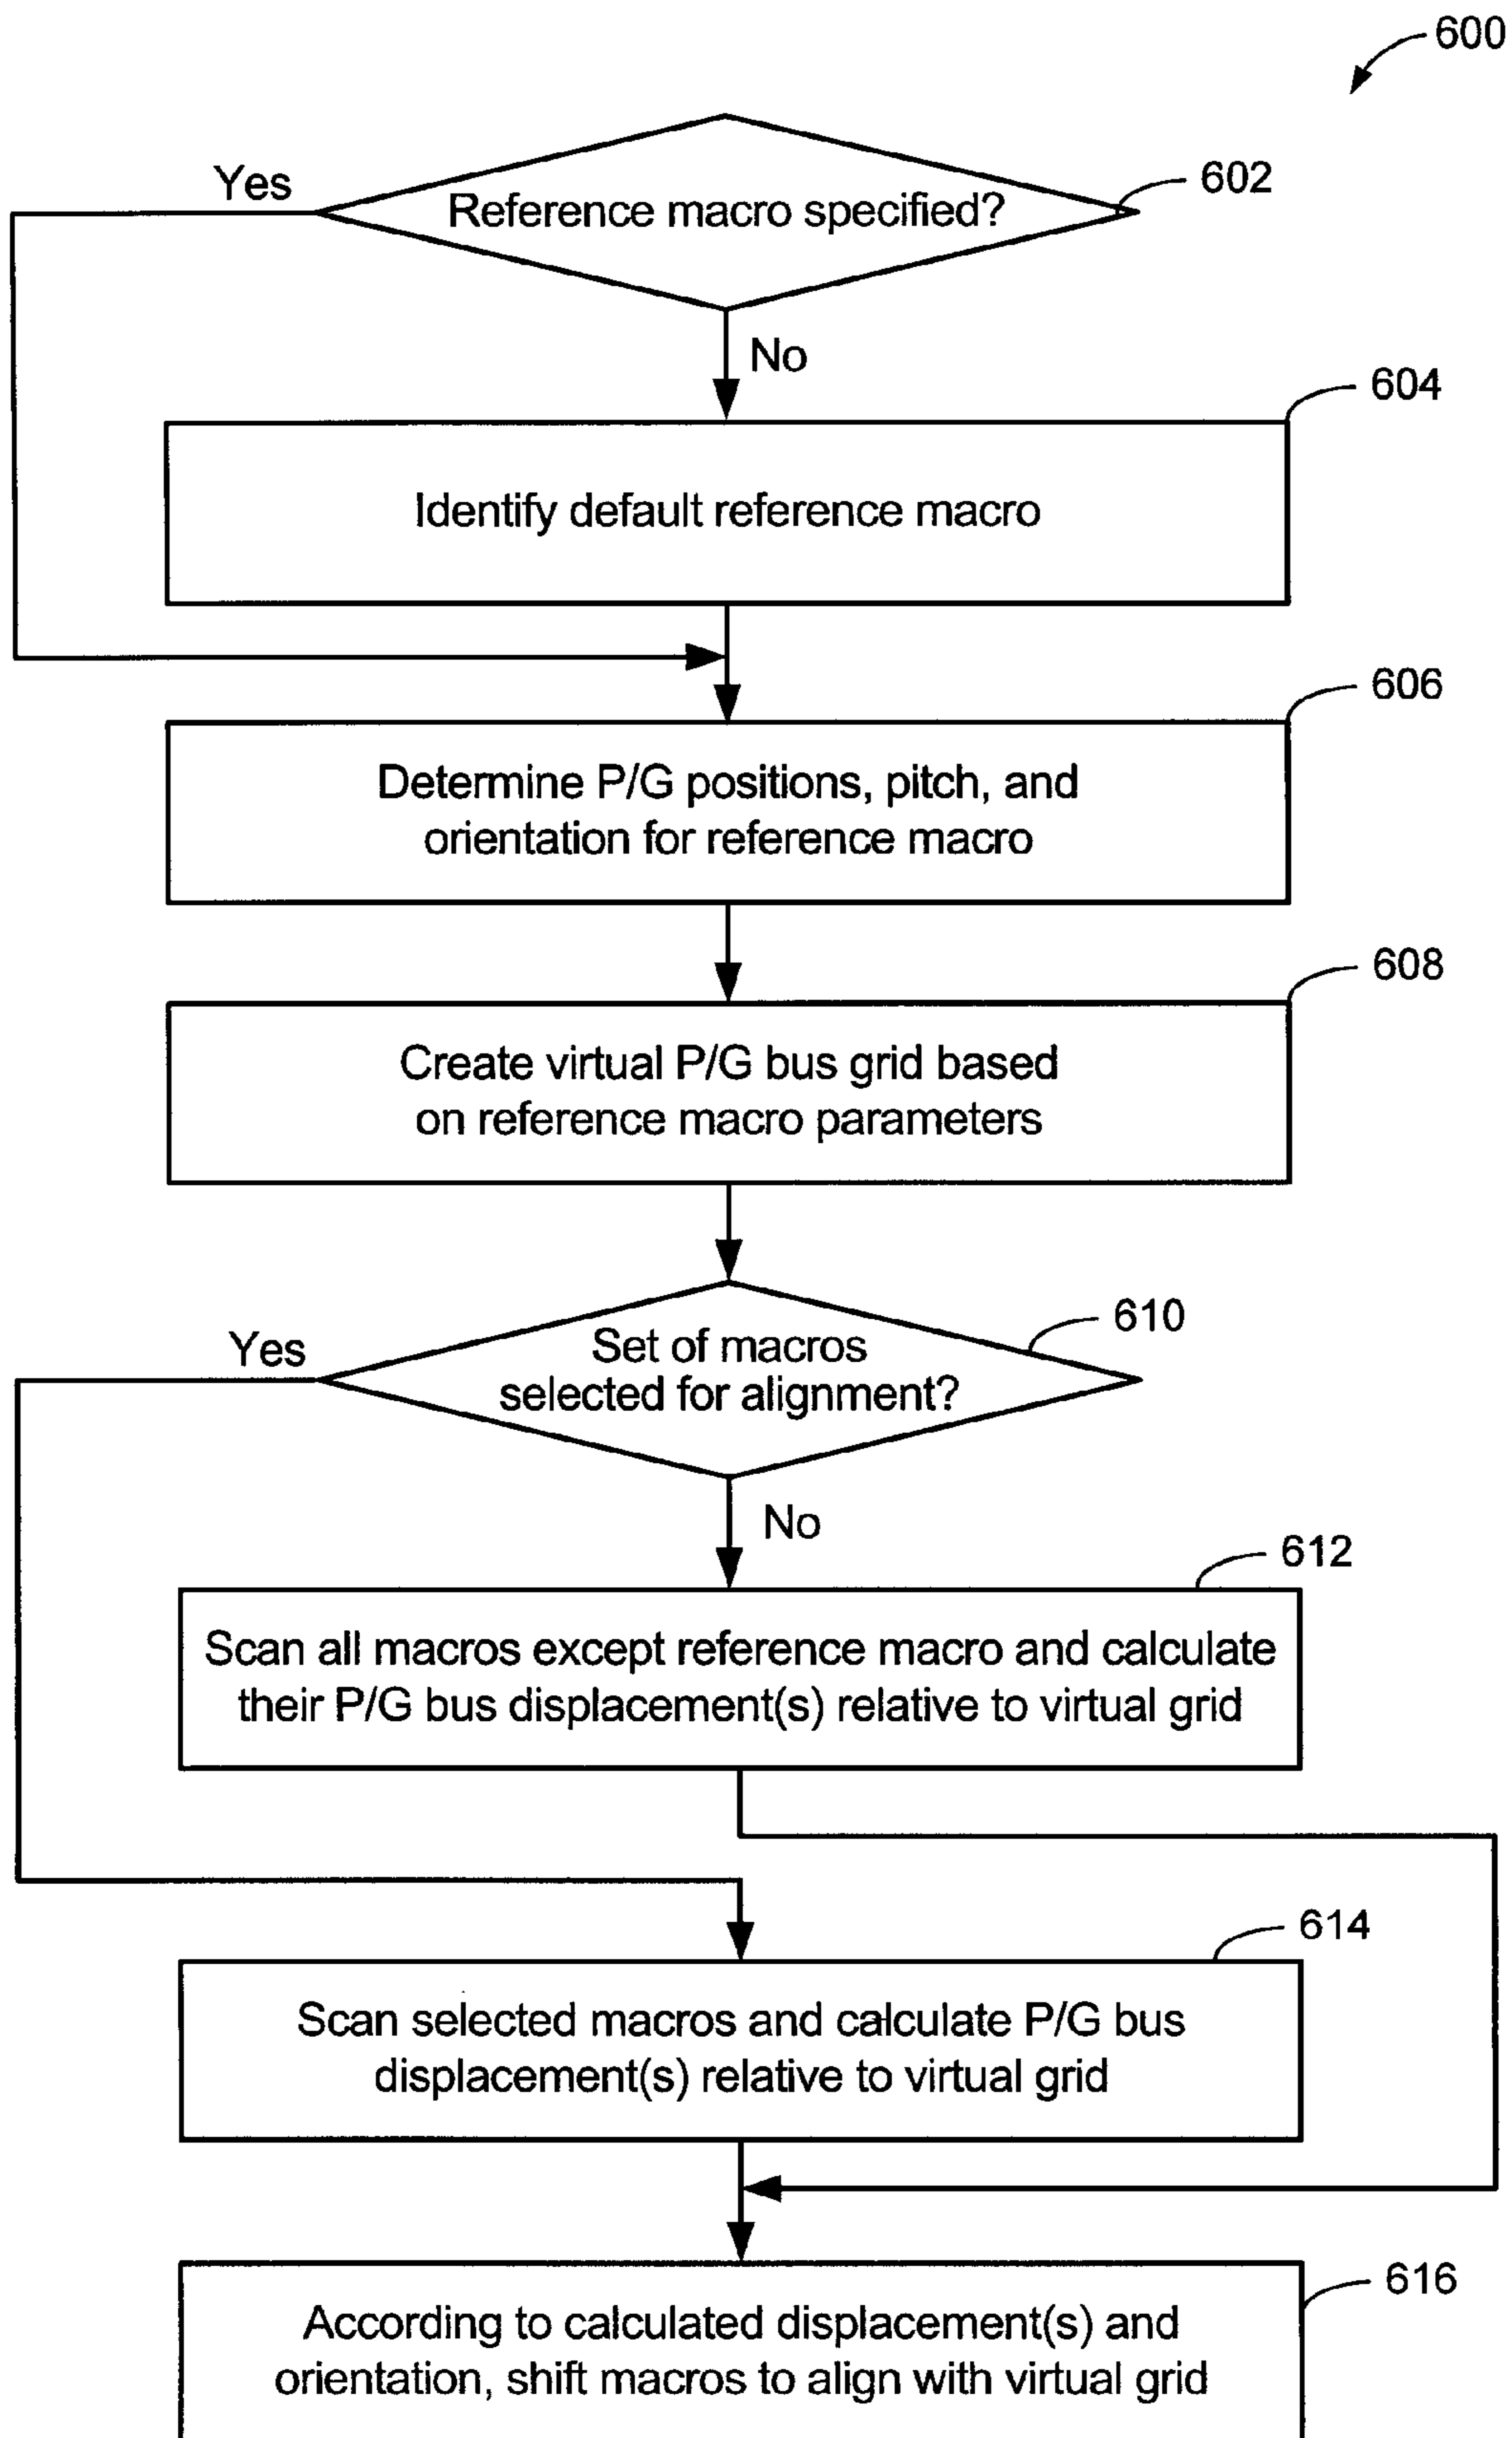 600
602
Yes
Reference macro specified?
No
604
Identify default reference macro
606
Determine P/G positions, pitch, and
orientation for reference macro
608
Create virtual P/G bus grid based
on reference macro parameters
610
Yes
Set of macros
selected for alignment?
No
612
Scan all macros except reference macro and calculate
their P/G bus displacement(s) relative to virtual grid
614
Scan selected macros and calculate P/G bus
displacement(s) relative to virtual grid
616
According to calculated displacement(s) and
orientation, shift macros to align with virtual grid